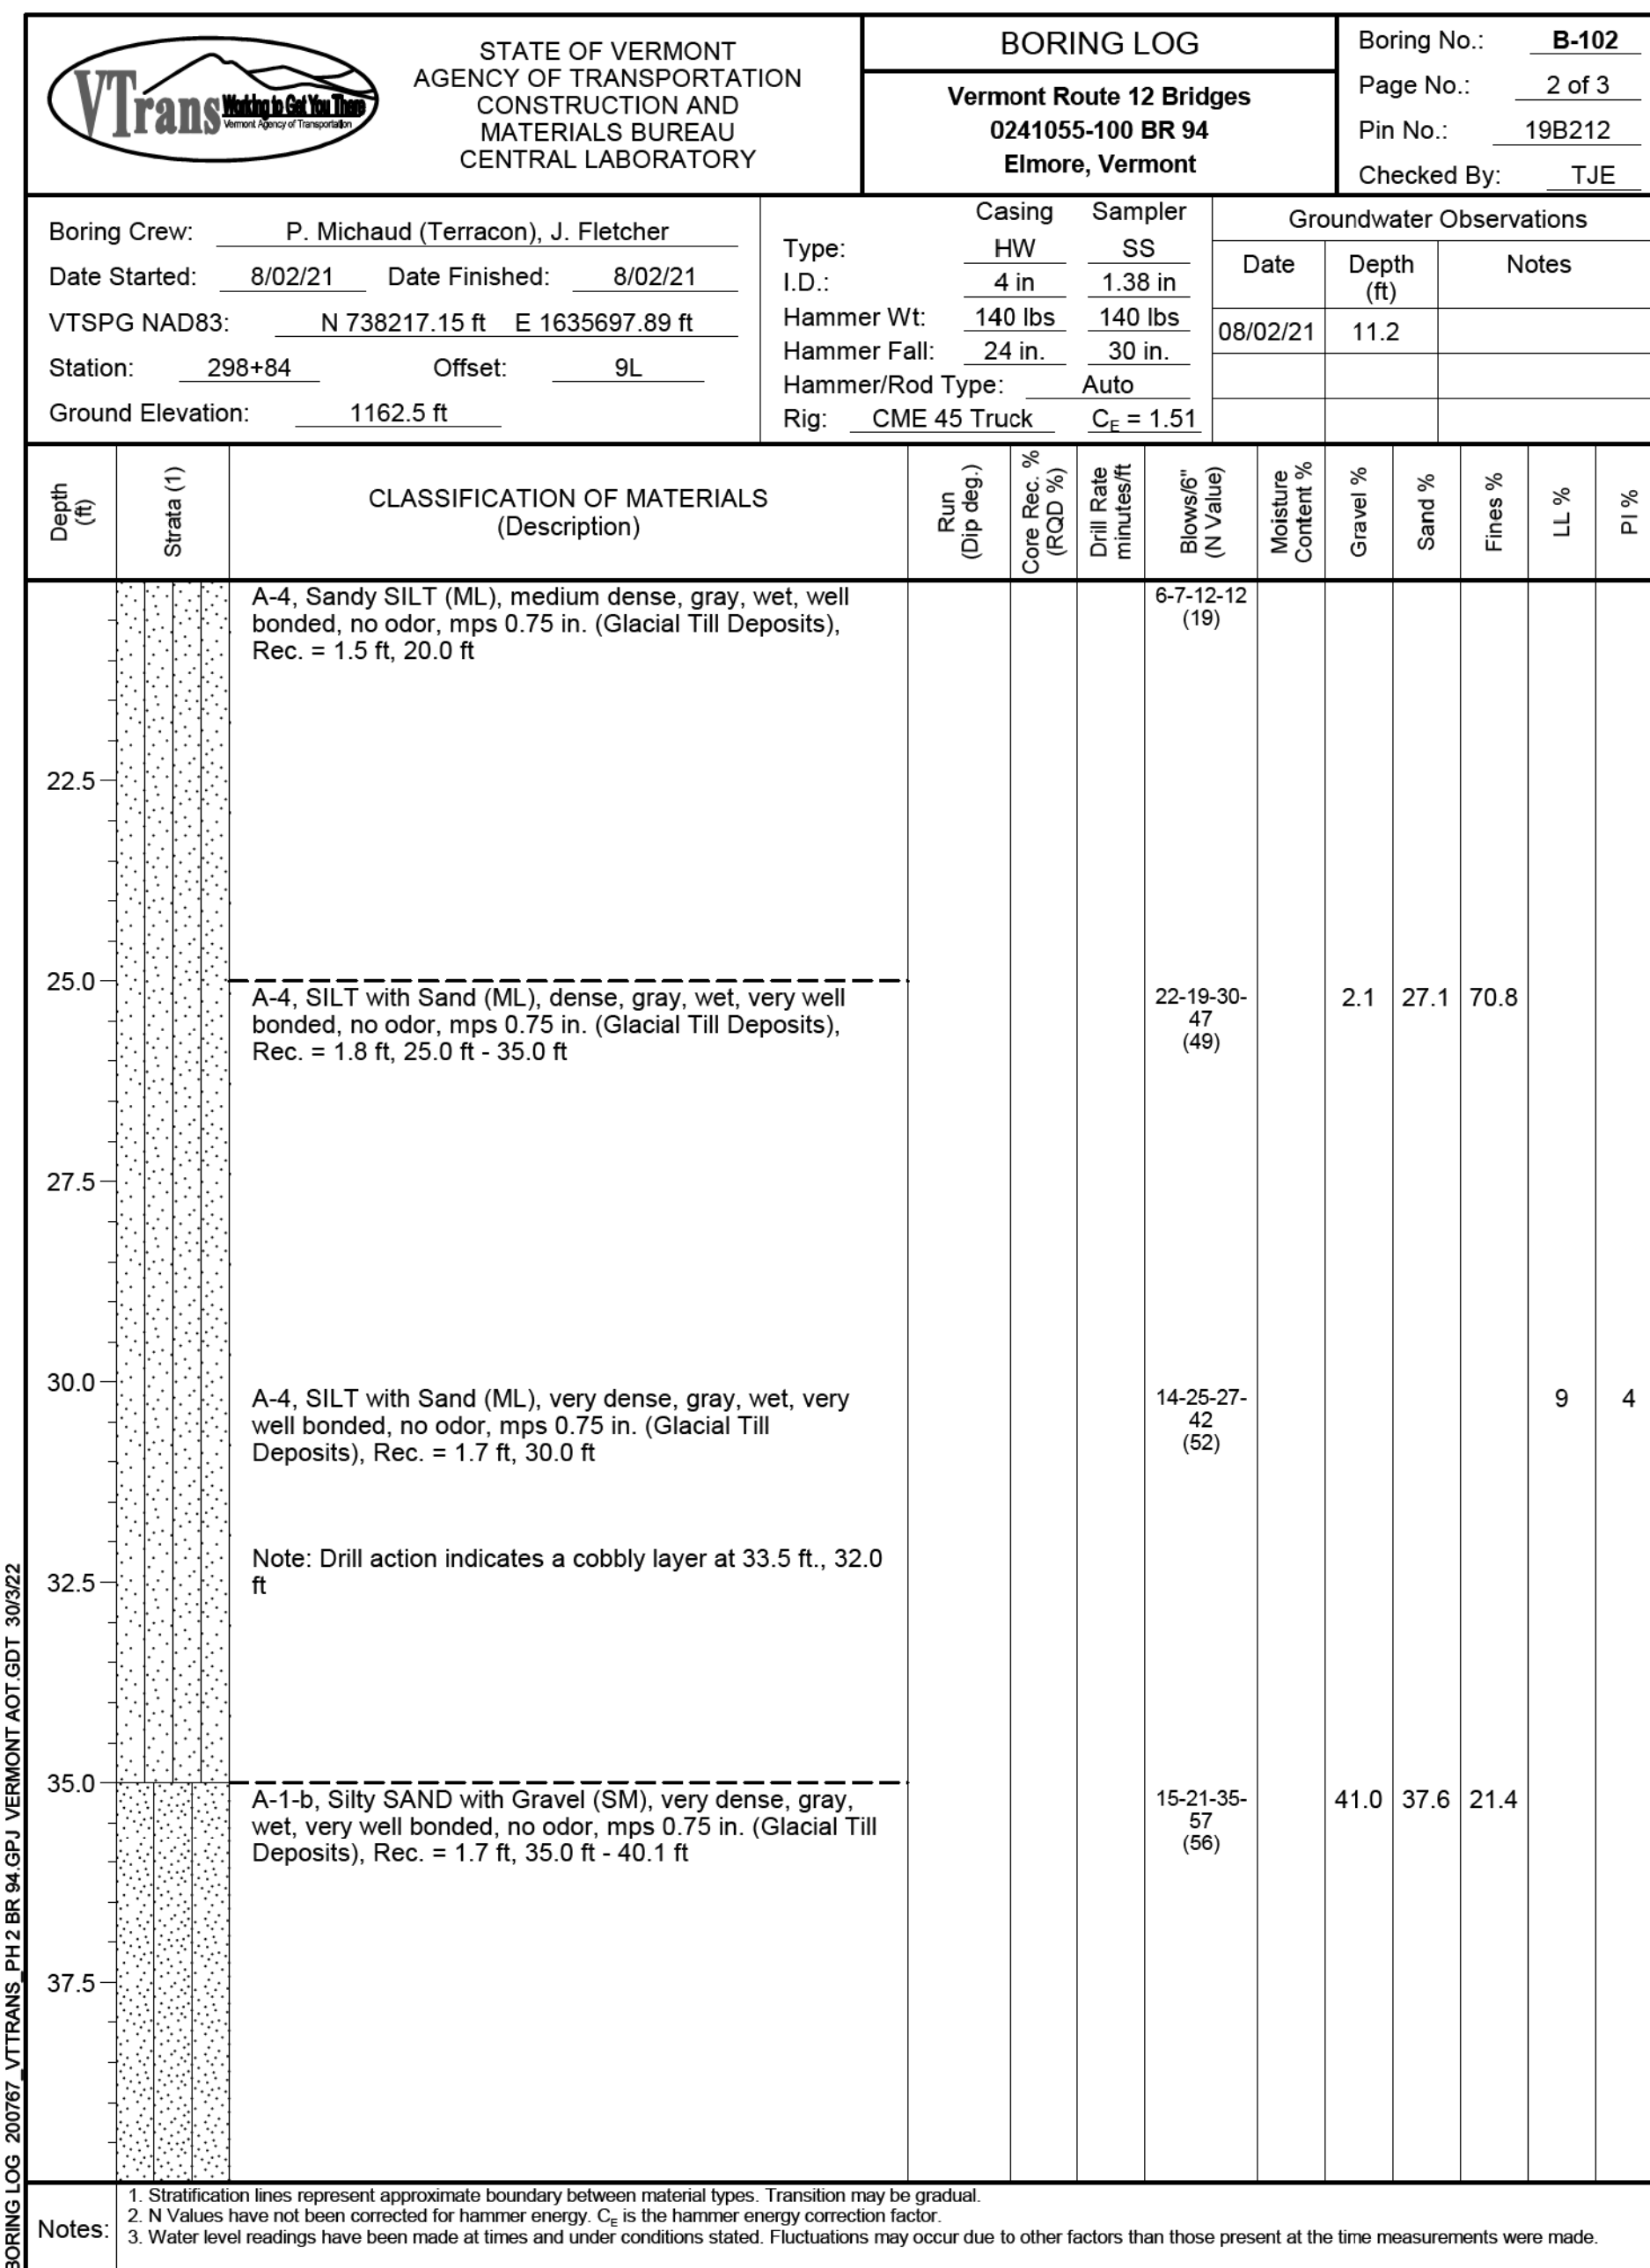 VTrans Working to Get You There
Vermont Agency of Transportation
STATE OF VERMONT
AGENCY OF TRANSPORTATION
CONSTRUCTION AND
MATERIALS BUREAU
CENTRAL LABORATORY
BORING LOG
Vermont Route 12 Bridges
0241055-100 BR 94
Elmore, Vermont
Boring No.: B-102
Page No.: 2 of 3
Pin No.: 19B212
Checked By: TJE
Boring Crew: P. Michaud (Terracon), J. Fletcher
Date Started: 8/02/21 Date Finished: 8/02/21
VTSPG NAD83: N 738217.15 ft E 1635697.89 ft
Station: 298+84 Offset: 9L
Ground Elevation: 1162.5 ft
Casing Sampler
Type: HW SS
I.D.: 4 in 1.38 in
Hammer Wt: 140 lbs 140 lbs
Hammer Fall: 24 in. 30 in.
Hammer/Rod Type: Auto
Rig: CME 45 Truck CE = 1.51
Groundwater Observations
Date Depth (ft) Notes
08/02/21 11.2
Depth (ft)
Strata (1)
CLASSIFICATION OF MATERIALS
(Description)
Run (Dip deg.)
Core Rec. % (RQD %)
Drill Rate minutes/ft
Blows/6" (N Value)
Moisture Content %
Gravel %
Sand %
Fines %
LL %
PI %
A-4, Sandy SILT (ML), medium dense, gray, wet, well
bonded, no odor, mps 0.75 in. (Glacial Till Deposits),
Rec. = 1.5 ft, 20.0 ft
6-7-12-12
(19)
22.5
25.0
A-4, SILT with Sand (ML), dense, gray, wet, very well
bonded, no odor, mps 0.75 in. (Glacial Till Deposits),
Rec. = 1.8 ft, 25.0 ft - 35.0 ft
22-19-30-
47
(49)
2.1 27.1 70.8
27.5
30.0
A-4, SILT with Sand (ML), very dense, gray, wet, very
well bonded, no odor, mps 0.75 in. (Glacial Till
Deposits), Rec. = 1.7 ft, 30.0 ft
14-25-27-
42
(52)
9 4
Note: Drill action indicates a cobbly layer at 33.5 ft., 32.0
ft
32.5
35.0
A-1-b, Silty SAND with Gravel (SM), very dense, gray,
wet, very well bonded, no odor, mps 0.75 in. (Glacial Till
Deposits), Rec. = 1.7 ft, 35.0 ft - 40.1 ft
15-21-35-
57
(56)
41.0 37.6 21.4
37.5
Notes:
1. Stratification lines represent approximate boundary between material types. Transition may be gradual.
2. N Values have not been corrected for hammer energy. CE is the hammer energy correction factor.
3. Water level readings have been made at times and under conditions stated. Fluctuations may occur due to other factors than those present at the time measurements were made.
BORING LOG 200767_VTTRANS_PH 2 BR 94.GPJ VERMONT AOT.GDT 30/3/22